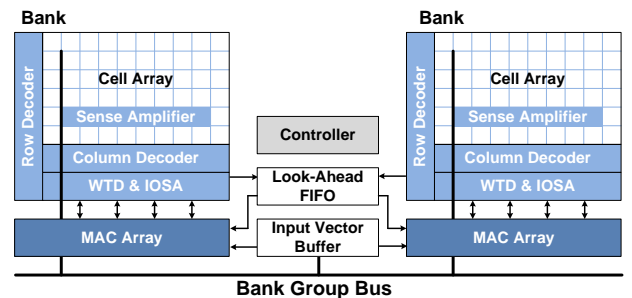 Bank
Bank
Row Decoder
Cell Array
Sense Amplifier
Column Decoder
WTD & IOSA
MAC Array
Controller
Look-Ahead
FIFO
Input Vector
Buffer
Row Decoder
Cell Array
Sense Amplifier
Column Decoder
WTD & IOSA
MAC Array
Bank Group Bus